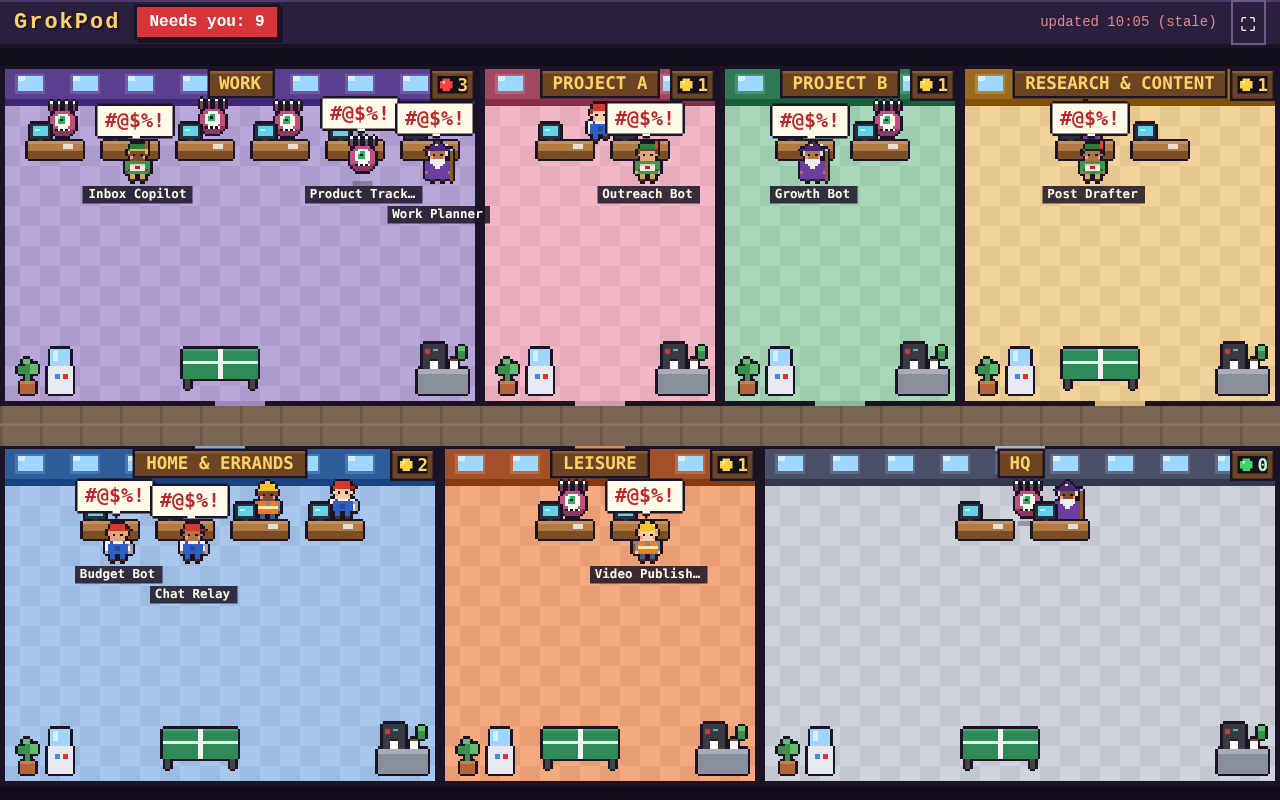 GrokPod
Needs you: 9
updated 10:05 (stale)
WORK
3
PROJECT A
1
PROJECT B
1
RESEARCH & CONTENT
1
#@$%!
#@$%!
#@$%!
#@$%!
#@$%!
#@$%!
Inbox Copilot
Product Track…
Work Planner
Outreach Bot
Growth Bot
Post Drafter
HOME & ERRANDS
2
LEISURE
1
HQ
0
#@$%!
#@$%!
#@$%!
Budget Bot
Chat Relay
Video Publish…